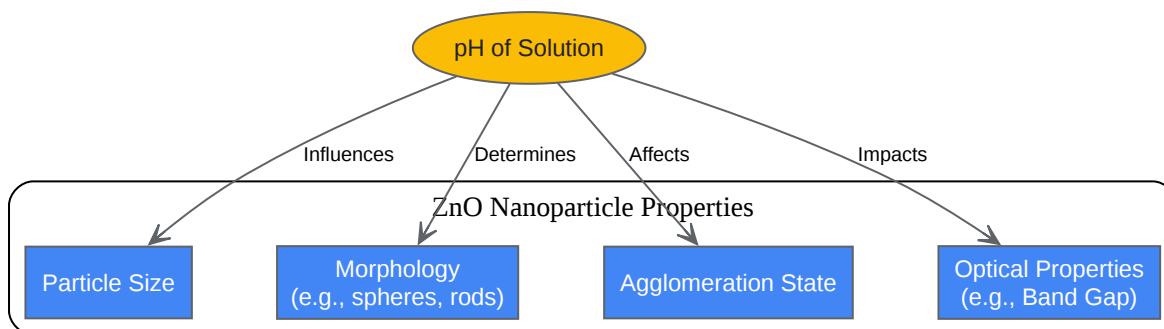 pH of Solution
Influences
Determines
Affects
Impacts
ZnO Nanoparticle Properties
Particle Size
Morphology
(e.g., spheres, rods)
Agglomeration State
Optical Properties
(e.g., Band Gap)